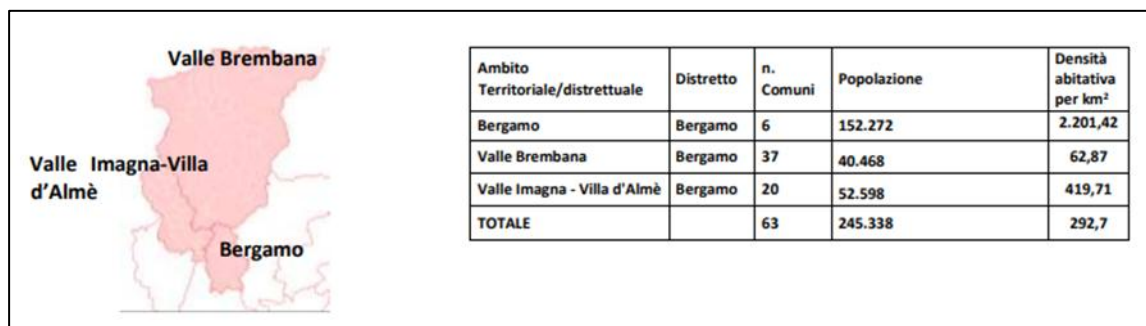 Valle Brembana
Valle Imagna-Villa
d'Almè
Bergamo
Ambito
Territoriale/distrettuale
Distretto
n.
Comuni
Popolazione
Densità
abitativa
per km²
Bergamo Bergamo 6 152.272 2.201,42
Valle Brembana Bergamo 37 40.468 62,87
Valle Imagna - Villa d'Almè Bergamo 20 52.598 419,71
TOTALE 63 245.338 292,7